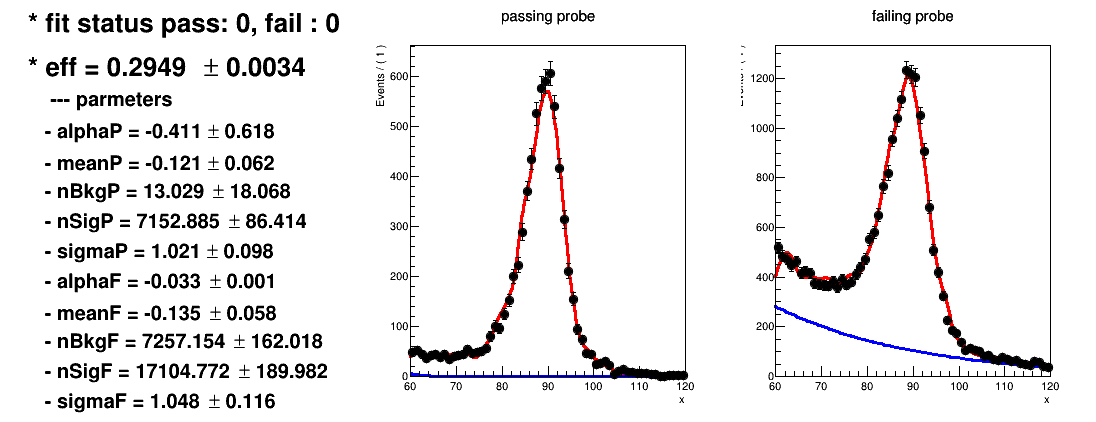 * fit status pass: 0, fail : 0
* eff = 0.2949 ± 0.0034
--- parmeters
- alphaP = -0.411 ± 0.618
- meanP = -0.121 ± 0.062
- nBkgP = 13.029 ± 18.068
- nSigP = 7152.885 ± 86.414
- sigmaP = 1.021 ± 0.098
- alphaF = -0.033 ± 0.001
- meanF = -0.135 ± 0.058
- nBkgF = 7257.154 ± 162.018
- nSigF = 17104.772 ± 189.982
- sigmaF = 1.048 ± 0.116
passing probe
Events / ( 1 )
600
500
400
300
200
100
0
60 70 80 90 100 110 120
x
failing probe
1200
1000
800
600
400
200
0
60 70 80 90 100 110 120
x